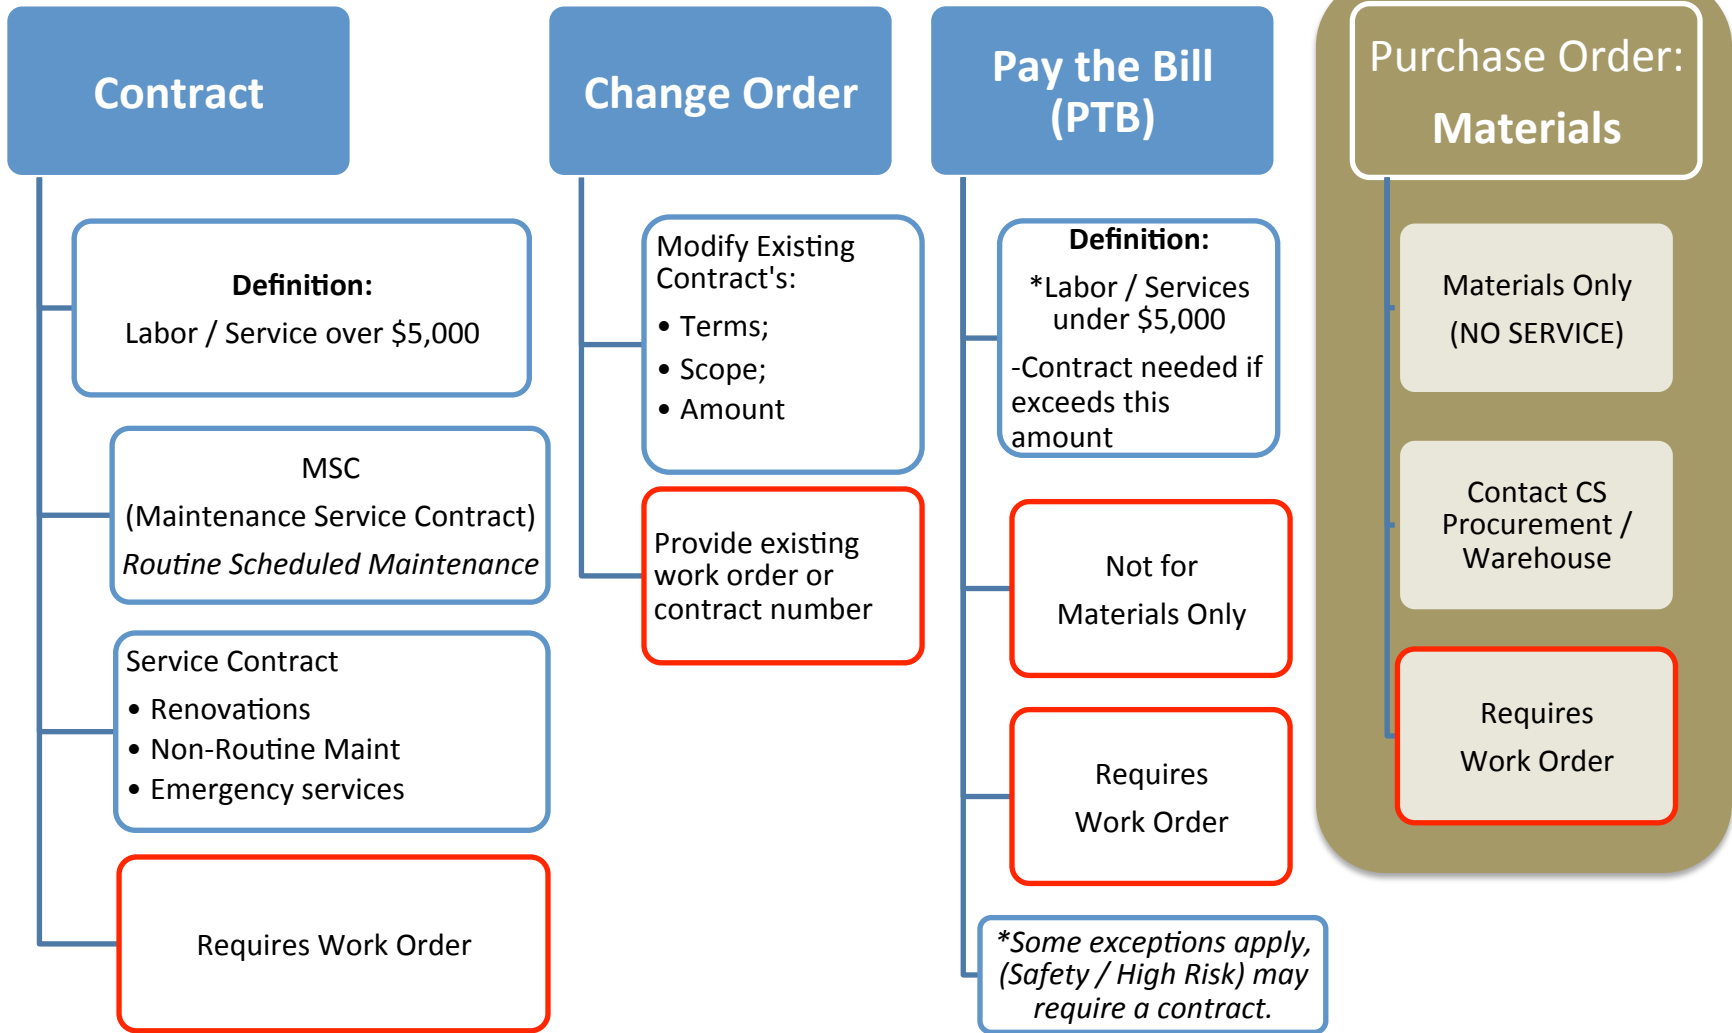 Contract
Definition:
Labor / Service over $5,000
MSC
(Maintenance Service Contract)
Routine Scheduled Maintenance
Service Contract
• Renovations
• Non-Routine Maint
• Emergency services
Requires Work Order
Change Order
Modify Existing
Contract's:
• Terms;
• Scope;
• Amount
Provide existing
work order or
contract number
Pay the Bill
(PTB)
Definition:
*Labor / Services
under $5,000
-Contract needed if
exceeds this
amount
Not for
Materials Only
Requires
Work Order
*Some exceptions apply,
(Safety / High Risk) may
require a contract.
Purchase Order:
Materials
Materials Only
(NO SERVICE)
Contact CS
Procurement /
Warehouse
Requires
Work Order